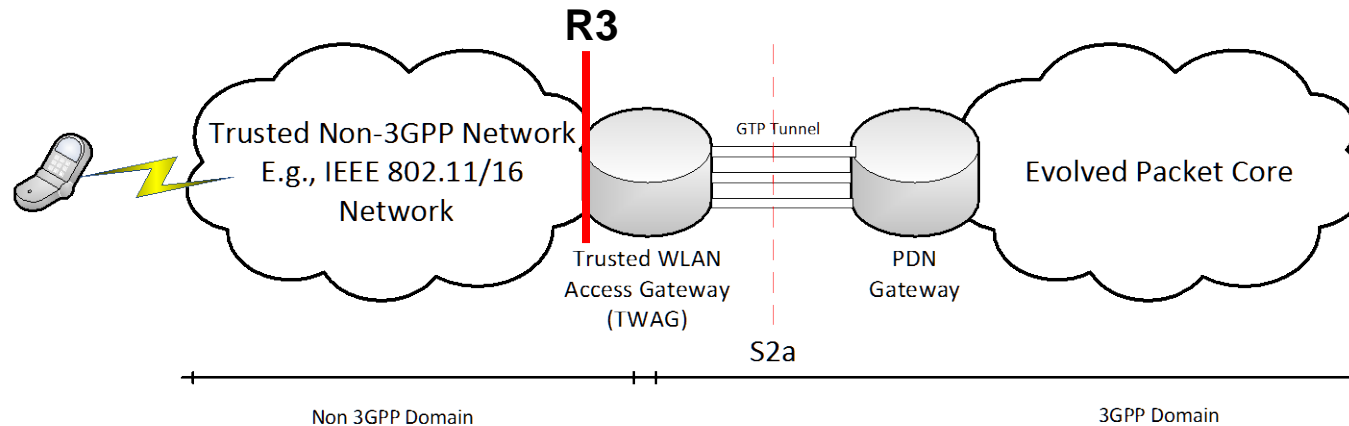 R3
Trusted Non-3GPP Network
E.g., IEEE 802.11/16
Network
GTP Tunnel
Evolved Packet Core
Trusted WLAN
Access Gateway
(TWAG)
PDN
Gateway
S2a
Non 3GPP Domain
3GPP Domain